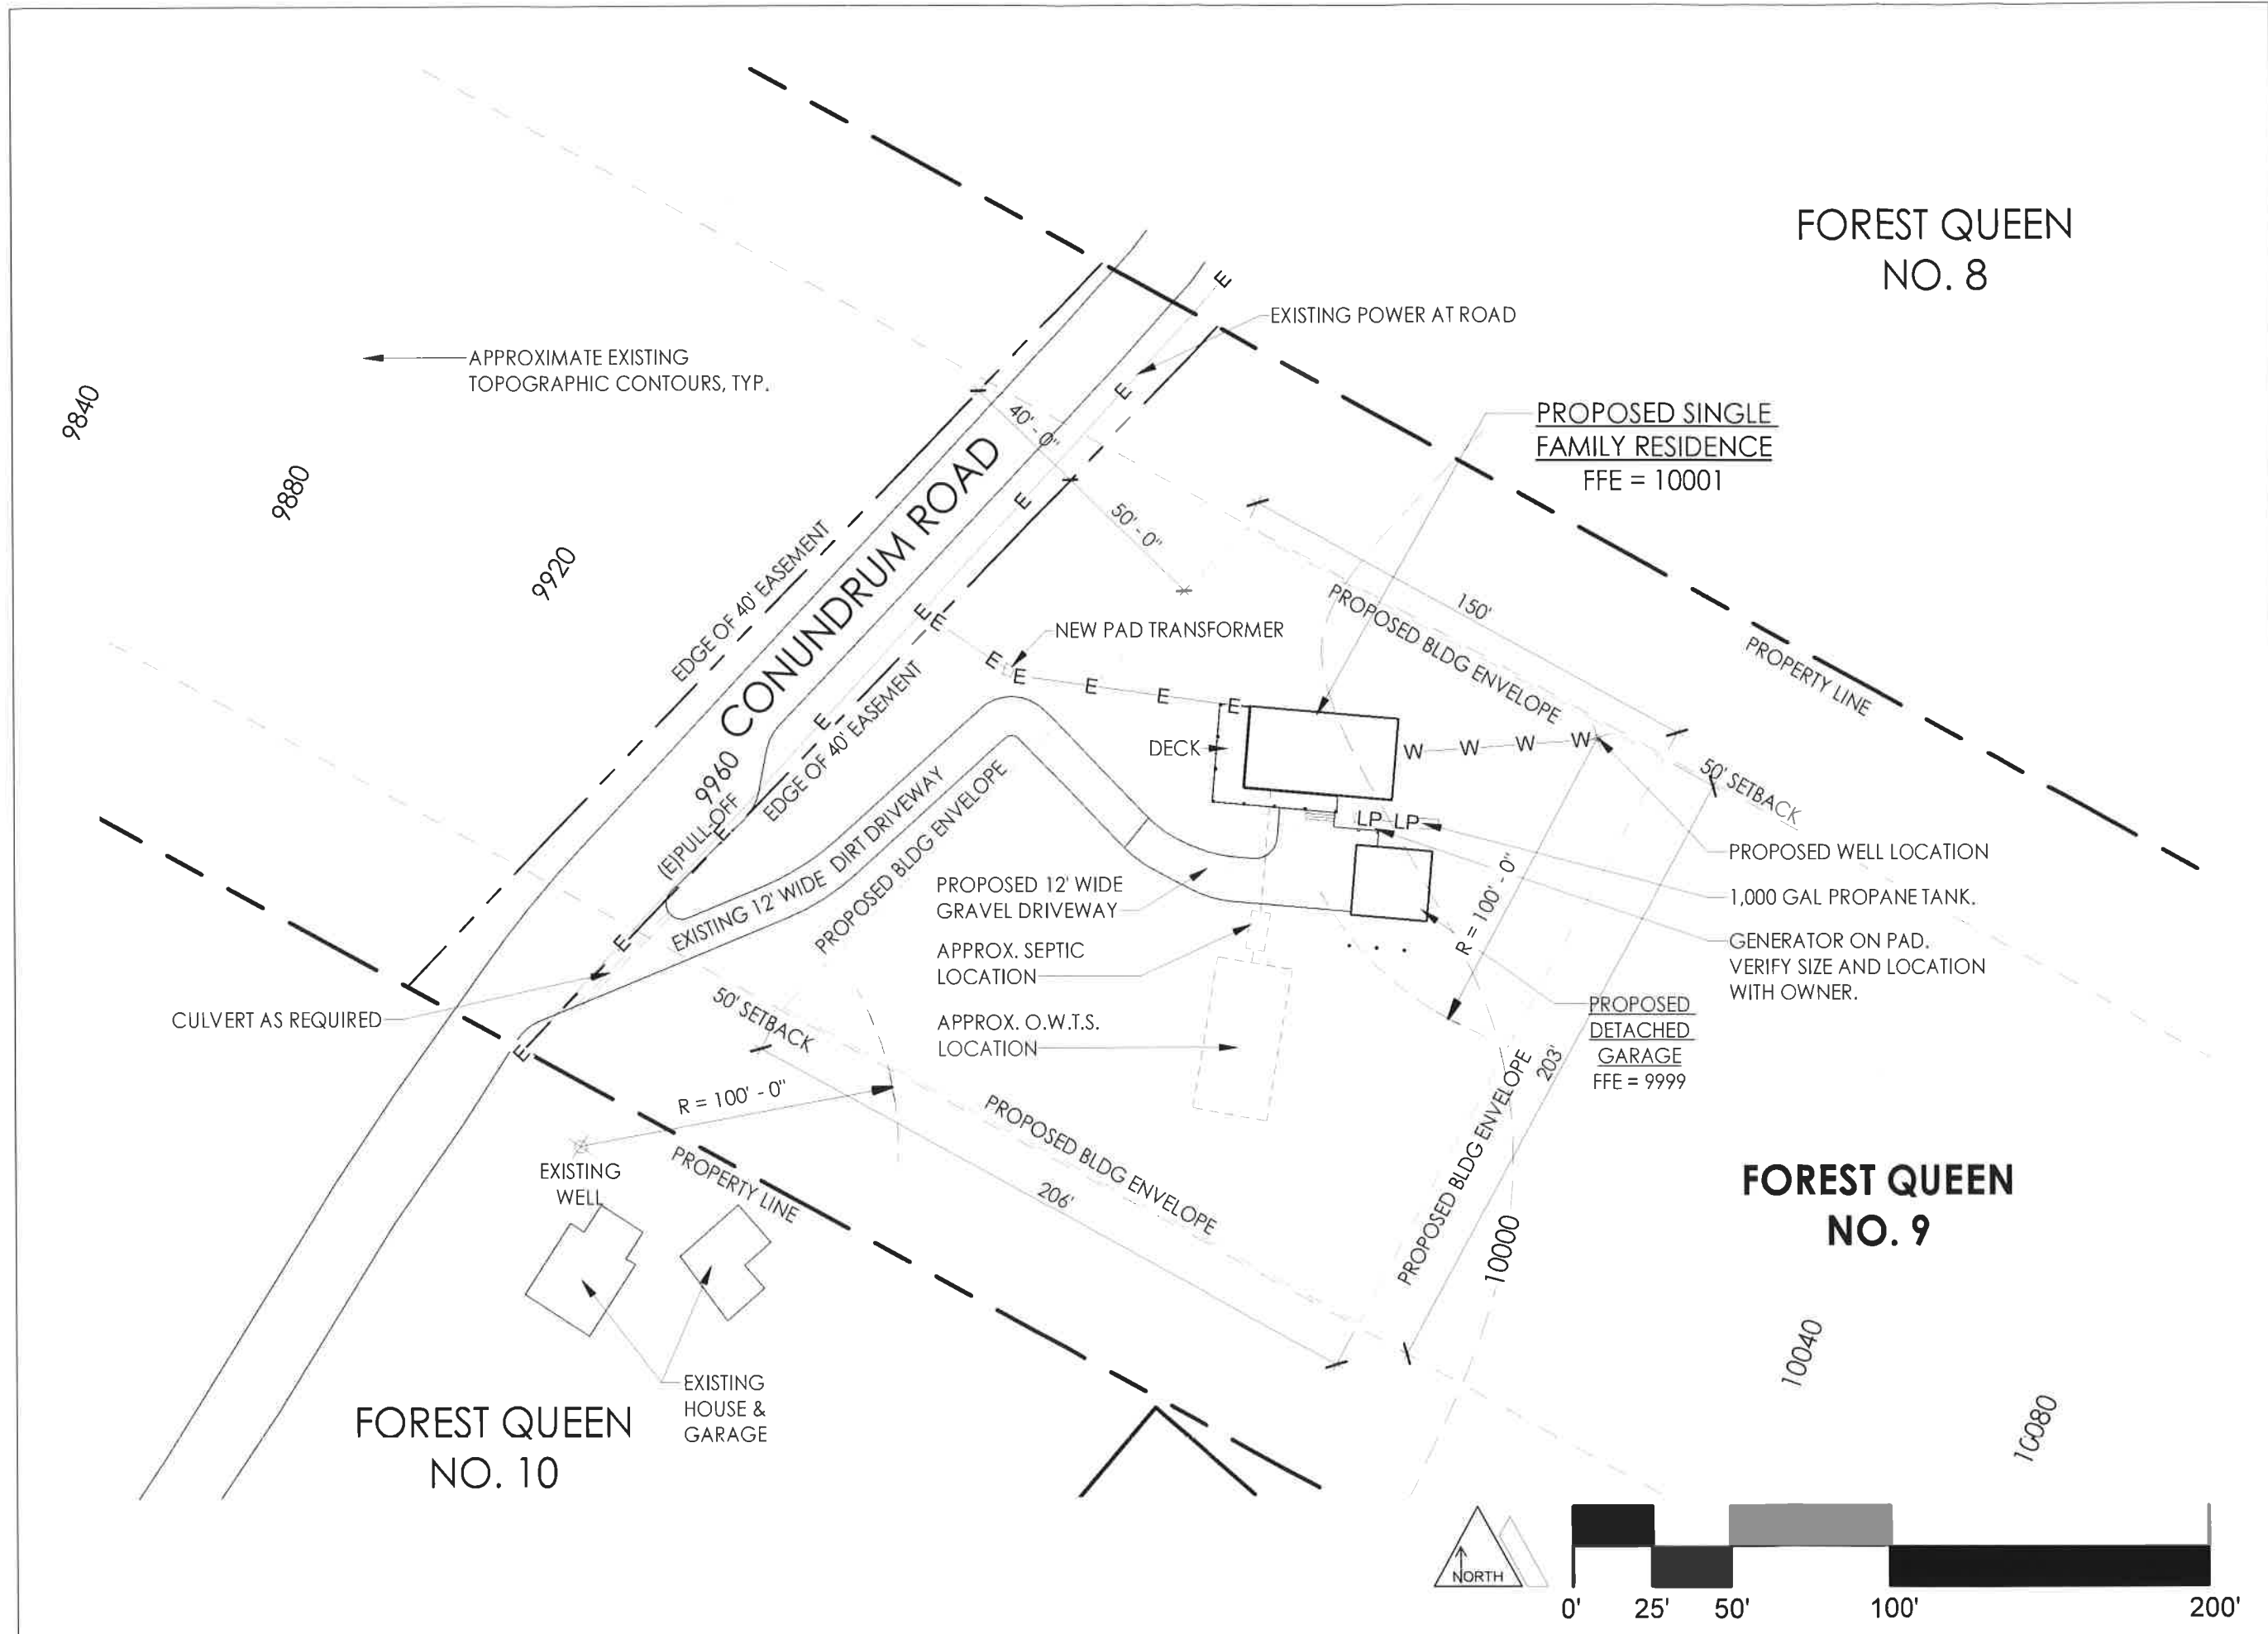 FOREST QUEEN
NO. 8
EXISTING POWER AT ROAD
APPROXIMATE EXISTING
TOPOGRAPHIC CONTOURS, TYP.
9840
9880
9920
9960
40' - 0"
50' - 0"
CONUNDRUM ROAD
EDGE OF 40' EASEMENT
EDGE OF 40' EASEMENT
PROPOSED SINGLE
FAMILY RESIDENCE
FFE = 10001
150'
PROPOSED BLDG ENVELOPE
PROPERTY LINE
50' SETBACK
NEW PAD TRANSFORMER
E
E
E
E
E
E
E
E
E
E
E
E
E
E
DECK
W W W W
LP LP
(E)PULL-OFF
EXISTING 12' WIDE DIRT DRIVEWAY
PROPOSED BLDG ENVELOPE
PROPOSED 12' WIDE
GRAVEL DRIVEWAY
APPROX. SEPTIC
LOCATION
APPROX. O.W.T.S.
LOCATION
R = 100' - 0"
PROPOSED WELL LOCATION
1,000 GAL PROPANE TANK.
GENERATOR ON PAD.
VERIFY SIZE AND LOCATION
WITH OWNER.
PROPOSED
DETACHED
GARAGE
FFE = 9999
203'
PROPOSED BLDG ENVELOPE
CULVERT AS REQUIRED
50' SETBACK
R = 100' - 0"
EXISTING
WELL
PROPERTY LINE
PROPOSED BLDG ENVELOPE
206'
10000
10040
10080
FOREST QUEEN
NO. 9
EXISTING
HOUSE &
GARAGE
FOREST QUEEN
NO. 10
NORTH
0' 25' 50' 100' 200'